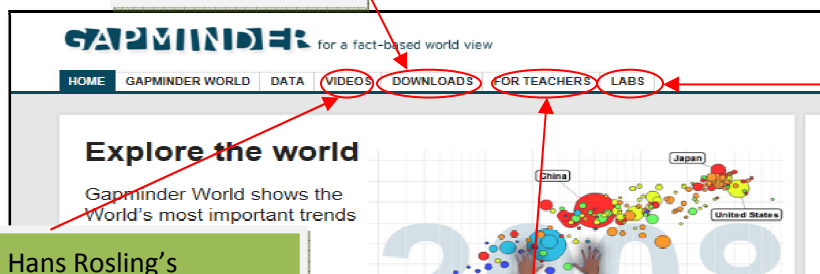 GAPMINDER for a fact-based world view
HOME GAPMINDER WORLD DATA VIDEOS DOWNLOADS FOR TEACHERS LABS
Explore the world
Gapminder World shows the
World's most important trends
China
Japan
United States
2008
Hans Rosling's